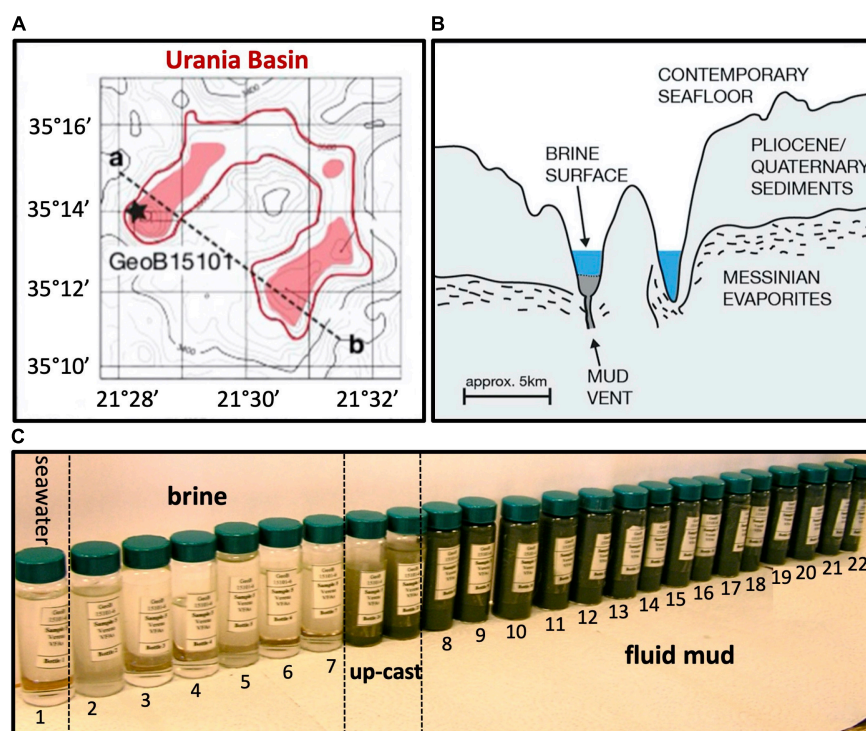 A
Urania Basin
3400
35°16’
a
35°14’
GeoB15101
35°12’
b
3400
35°10’
21°28’ 21°30’ 21°32’
B
CONTEMPORARY
SEAFLOOR
BRINE
SURFACE
PLIOCENE/
QUATERNARY
SEDIMENTS
MESSINIAN
EVAPORITES
approx. 5km
MUD
VENT
C
seawater
brine
up-cast
fluid mud
1 2 3 4 5 6 7 8 9 10 11 12 13 14 15 16 17 18 19 20 21 22